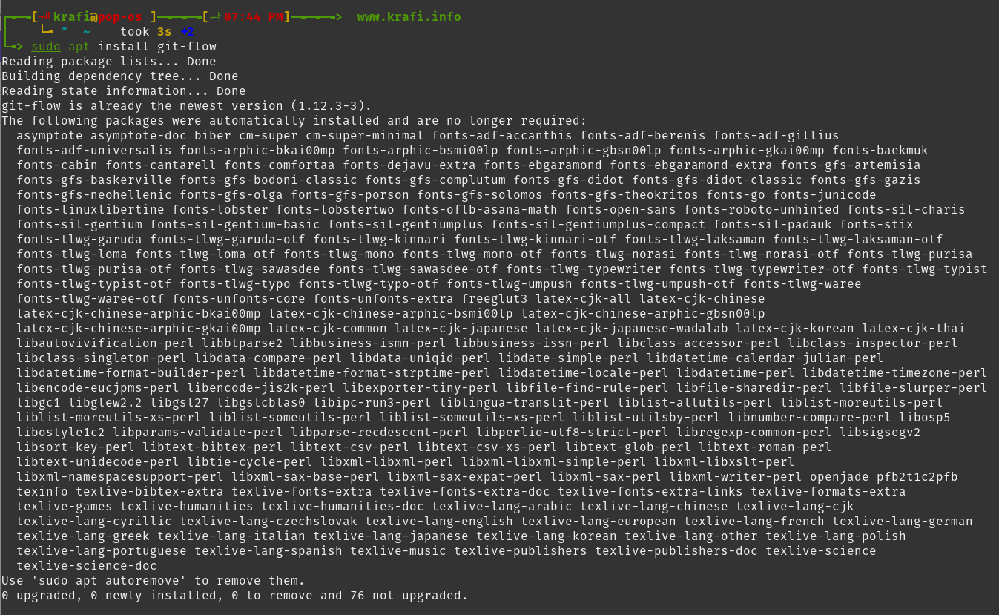 ┌──═[─╝krafi@pop-os ]─═──═──═[─┘07:44 PM]─═──═──═>  www.krafi.info
│    └═ ^  ~    took 3s +2
└═> sudo apt install git-flow
Reading package lists... Done
Building dependency tree... Done
Reading state information... Done
git-flow is already the newest version (1.12.3-3).
The following packages were automatically installed and are no longer required:
  asymptote asymptote-doc biber cm-super cm-super-minimal fonts-adf-accanthis fonts-adf-berenis fonts-adf-gillius
  fonts-adf-universalis fonts-arphic-bkai00mp fonts-arphic-bsmi00lp fonts-arphic-gbsn00lp fonts-arphic-gkai00mp fonts-baekmuk
  fonts-cabin fonts-cantarell fonts-comfortaa fonts-dejavu-extra fonts-ebgaramond fonts-ebgaramond-extra fonts-gfs-artemisia
  fonts-gfs-baskerville fonts-gfs-bodoni-classic fonts-gfs-complutum fonts-gfs-didot fonts-gfs-didot-classic fonts-gfs-gazis
  fonts-gfs-neohellenic fonts-gfs-olga fonts-gfs-porson fonts-gfs-solomos fonts-gfs-theokritos fonts-go fonts-junicode
  fonts-linuxlibertine fonts-lobster fonts-lobstertwo fonts-oflb-asana-math fonts-open-sans fonts-roboto-unhinted fonts-sil-charis
  fonts-sil-gentium fonts-sil-gentium-basic fonts-sil-gentiumplus fonts-sil-gentiumplus-compact fonts-sil-padauk fonts-stix
  fonts-tlwg-garuda fonts-tlwg-garuda-otf fonts-tlwg-kinnari fonts-tlwg-kinnari-otf fonts-tlwg-laksaman fonts-tlwg-laksaman-otf
  fonts-tlwg-loma fonts-tlwg-loma-otf fonts-tlwg-mono fonts-tlwg-mono-otf fonts-tlwg-norasi fonts-tlwg-norasi-otf fonts-tlwg-purisa
  fonts-tlwg-purisa-otf fonts-tlwg-sawasdee fonts-tlwg-sawasdee-otf fonts-tlwg-typewriter fonts-tlwg-typewriter-otf fonts-tlwg-typist
  fonts-tlwg-typist-otf fonts-tlwg-typo fonts-tlwg-typo-otf fonts-tlwg-umpush fonts-tlwg-umpush-otf fonts-tlwg-waree
  fonts-tlwg-waree-otf fonts-unfonts-core fonts-unfonts-extra freeglut3 latex-cjk-all latex-cjk-chinese
  latex-cjk-chinese-arphic-bkai00mp latex-cjk-chinese-arphic-bsmi00lp latex-cjk-chinese-arphic-gbsn00lp
  latex-cjk-chinese-arphic-gkai00mp latex-cjk-common latex-cjk-japanese latex-cjk-japanese-wadalab latex-cjk-korean latex-cjk-thai
  libautovivification-perl libbtparse2 libbusiness-ismn-perl libbusiness-issn-perl libclass-accessor-perl libclass-inspector-perl
  libclass-singleton-perl libdata-compare-perl libdata-uniqid-perl libdate-simple-perl libdatetime-calendar-julian-perl
  libdatetime-format-builder-perl libdatetime-format-strptime-perl libdatetime-locale-perl libdatetime-perl libdatetime-timezone-perl
  libencode-eucjpms-perl libencode-jis2k-perl libexporter-tiny-perl libfile-find-rule-perl libfile-sharedir-perl libfile-slurper-perl
  libgc1 libglew2.2 libgsl27 libgslcblas0 libipc-run3-perl liblingua-translit-perl liblist-allutils-perl liblist-moreutils-perl
  liblist-moreutils-xs-perl liblist-someutils-perl liblist-someutils-xs-perl liblist-utilsby-perl libnumber-compare-perl libosp5
  libostyle1c2 libparams-validate-perl libparse-recdescent-perl libperlio-utf8-strict-perl libregexp-common-perl libsigsegv2
  libsort-key-perl libtext-bibtex-perl libtext-csv-perl libtext-csv-xs-perl libtext-glob-perl libtext-roman-perl
  libtext-unidecode-perl libtie-cycle-perl libxml-libxml-perl libxml-libxml-simple-perl libxml-libxslt-perl
  libxml-namespacesupport-perl libxml-sax-base-perl libxml-sax-expat-perl libxml-sax-perl libxml-writer-perl openjade pfb2t1c2pfb
  texinfo texlive-bibtex-extra texlive-fonts-extra texlive-fonts-extra-doc texlive-fonts-extra-links texlive-formats-extra
  texlive-games texlive-humanities texlive-humanities-doc texlive-lang-arabic texlive-lang-chinese texlive-lang-cjk
  texlive-lang-cyrillic texlive-lang-czechslovak texlive-lang-english texlive-lang-european texlive-lang-french texlive-lang-german
  texlive-lang-greek texlive-lang-italian texlive-lang-japanese texlive-lang-korean texlive-lang-other texlive-lang-polish
  texlive-lang-portuguese texlive-lang-spanish texlive-music texlive-publishers texlive-publishers-doc texlive-science
  texlive-science-doc
Use 'sudo apt autoremove' to remove them.
0 upgraded, 0 newly installed, 0 to remove and 76 not upgraded.